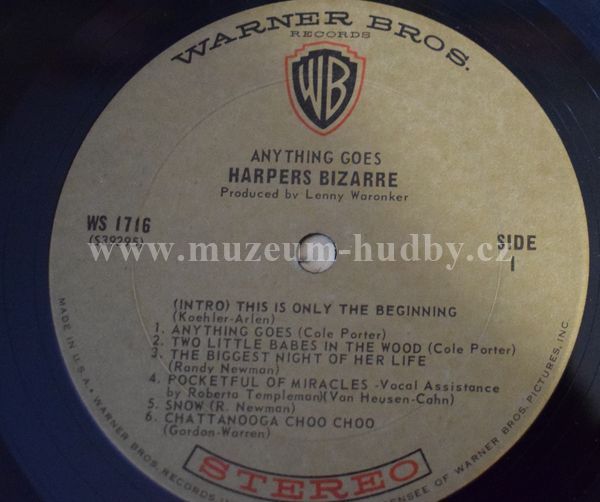 WARNER BROS.
RECORDS
WB
ANYTHING GOES
HARPERS BIZARRE
Produced by Lenny Waronker
WS 1716
(S39295)
SIDE
1
www.muzeum-hudby.cz
(INTRO) THIS IS ONLY THE BEGINNING
(Koehler-Arlen)
1. ANYTHING GOES (Cole Porter)
2. TWO LITTLE BABES IN THE WOOD (Cole Porter)
3. THE BIGGEST NIGHT OF HER LIFE
(Randy Newman)
4. POCKETFUL OF MIRACLES -Vocal Assistance
by Roberta Templeman)(Van Heusen-Cahn)
5. SNOW (R. Newman)
6. CHATTANOOGA CHOO CHOO
(Gordon-Warren)
STEREO
MADE IN U.S.A. • WARNER BROS. RECORDS
LICENSEE OF WARNER BROS. PICTURES, INC.